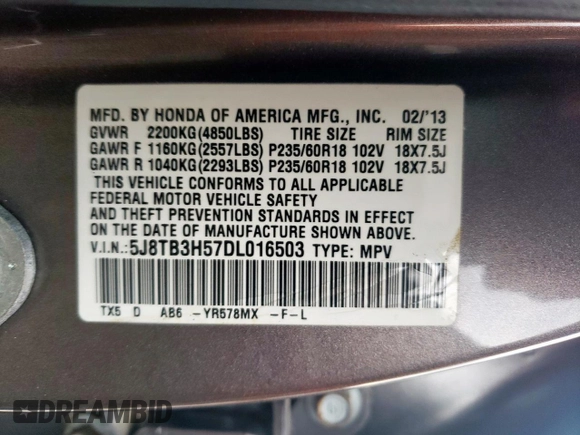 MFD. BY HONDA OF AMERICA MFG., INC. 02/'13
GVWR 2200KG(4850LBS) TIRE SIZE RIM SIZE
GAWR F 1160KG(2557LBS) P235/60R18 102V 18X7.5J
GAWR R 1040KG(2293LBS) P235/60R18 102V 18X7.5J
THIS VEHICLE CONFORMS TO ALL APPLICABLE
FEDERAL MOTOR VEHICLE SAFETY
AND THEFT PREVENTION STANDARDS IN EFFECT
ON THE DATE OF MANUFACTURE SHOWN ABOVE.
V.I.N.: 5J8TB3H57DL016503 TYPE: MPV
TX5 D AB6 -YR578MX -F-L
DREAMBID